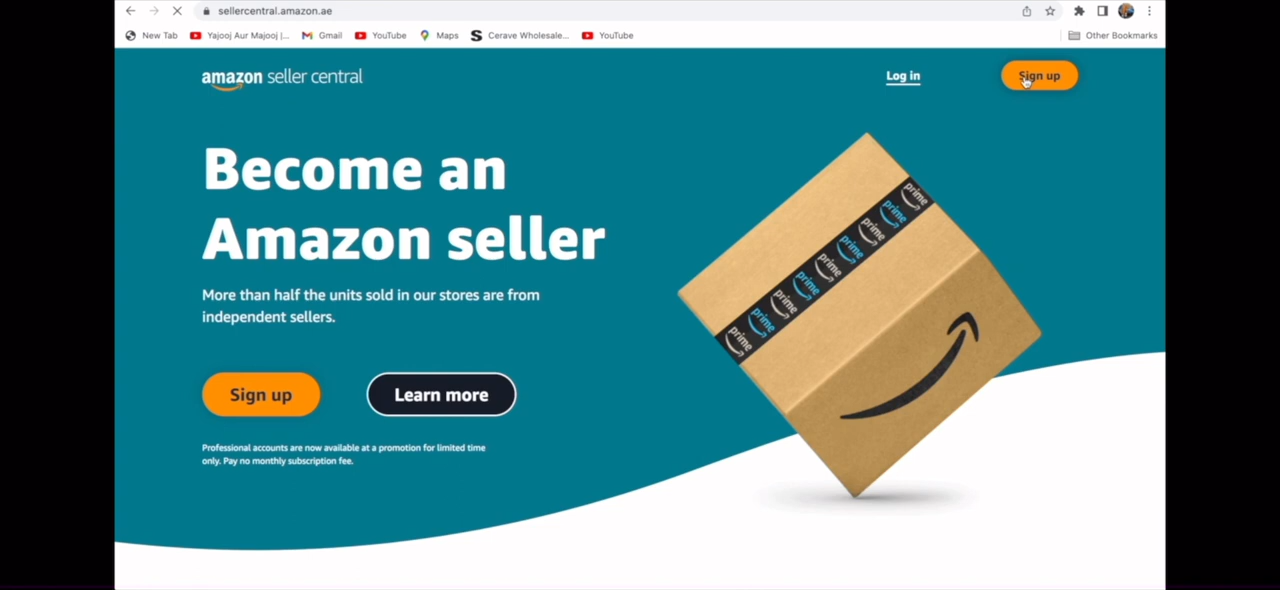 sellercentral.amazon.ae
New Tab
Yajooj Aur Majooj |...
Gmail
YouTube
Maps
Cerave Wholesale...
YouTube
Other Bookmarks
amazon seller central
Log in
Sign up
Become an
Amazon seller
More than half the units sold in our stores are from
independent sellers.
Sign up
Learn more
Professional accounts are now available at a promotion for limited time
only. Pay no monthly subscription fee.
prime
prime
prime
prime
prime
prime
prime
prime
prime